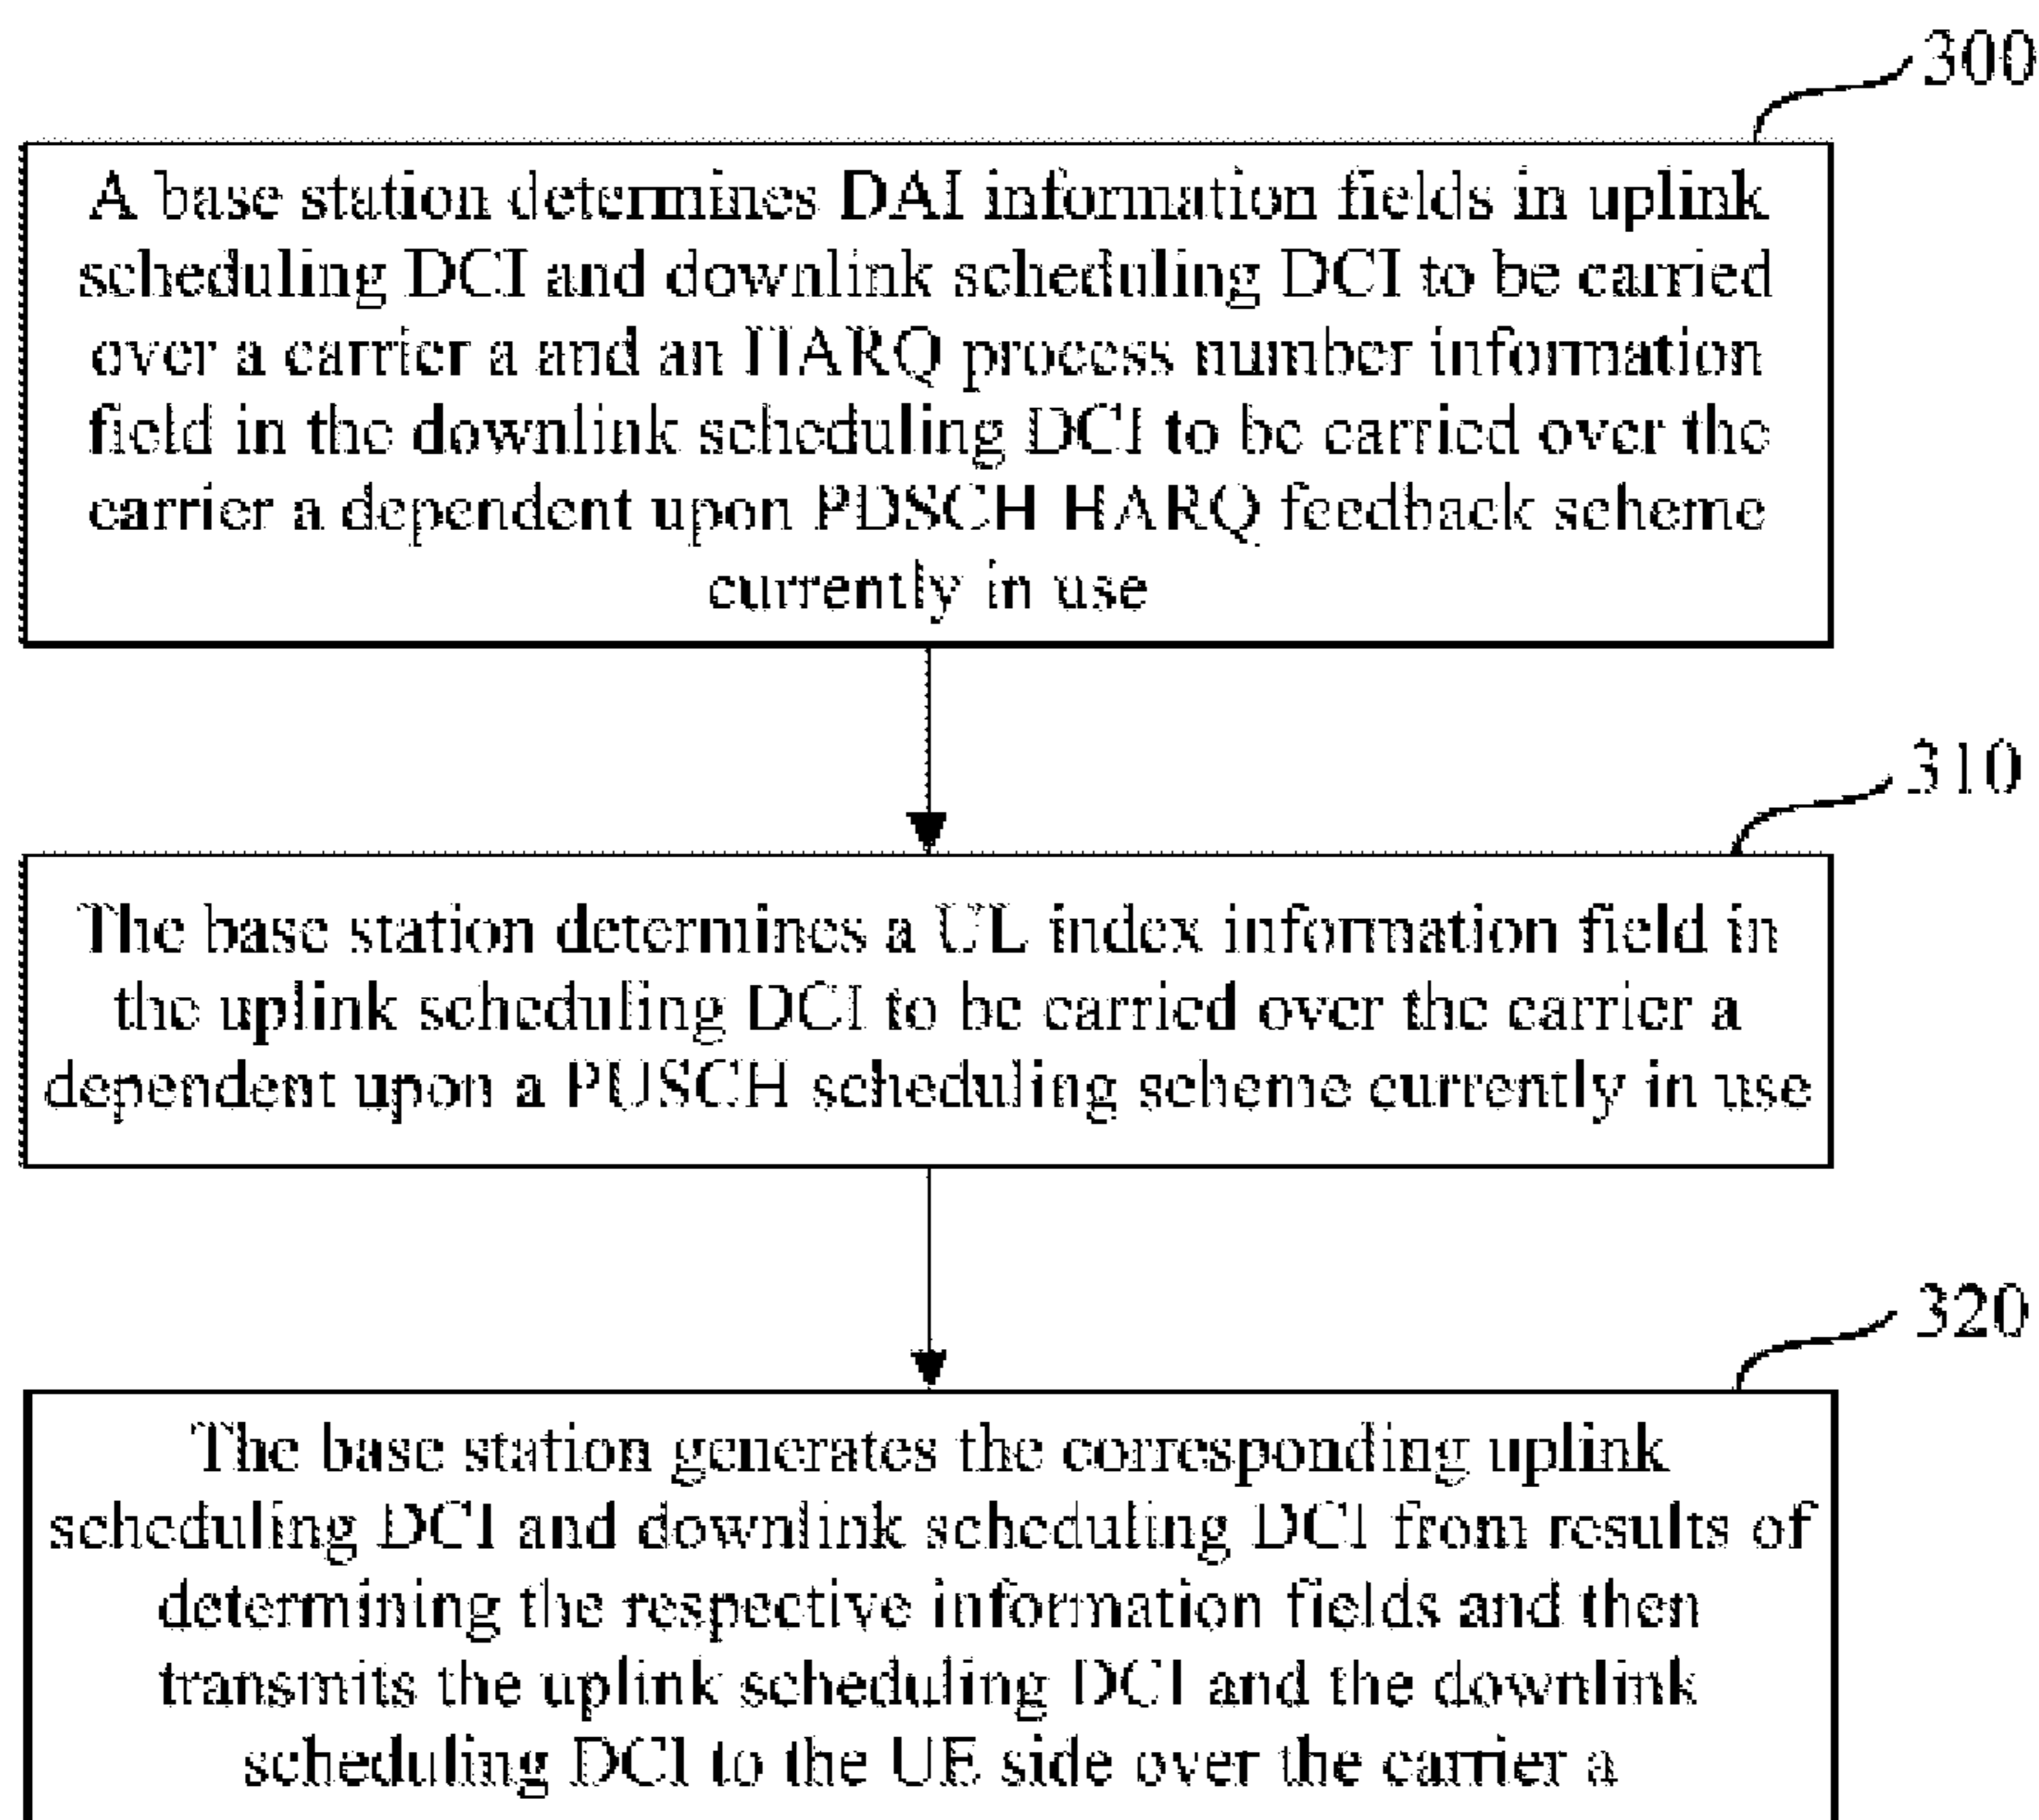 300
A base station determines DAI information fields in uplink
scheduling DCI and downlink scheduling DCI to be carried
over a carrier a and an HARQ process number information
field in the downlink scheduling DCI to be carried over the
carrier a dependent upon PDSCH HARQ feedback scheme
currently in use
310
The base station determines a UL index information field in
the uplink scheduling DCI to be carried over the carrier a
dependent upon a PUSCH scheduling scheme currently in use
320
The base station generates the corresponding uplink
scheduling DCI and downlink scheduling DCI from results of
determining the respective information fields and then
transmits the uplink scheduling DCI and the downlink
scheduling DCI to the UE side over the carrier a